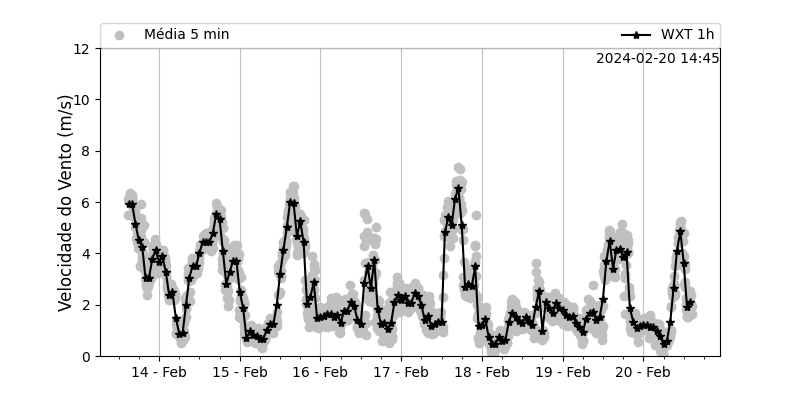 Média 5 min
WXT 1h
2024-02-20 14:45
Velocidade do Vento (m/s)
12
10
8
6
4
2
0
14 - Feb
15 - Feb
16 - Feb
17 - Feb
18 - Feb
19 - Feb
20 - Feb